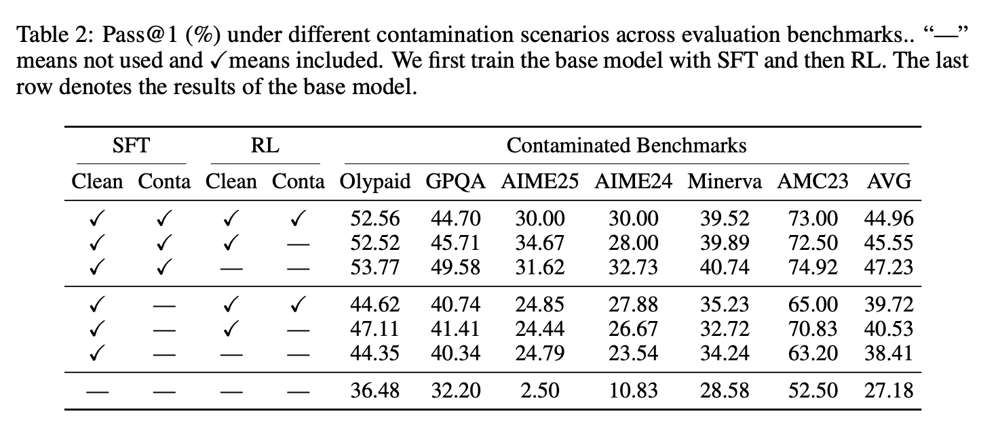 Table 2: Pass@1 (%) under different contamination scenarios across evaluation benchmarks.. “—”
means not used and ✓means included. We first train the base model with SFT and then RL. The last
row denotes the results of the base model.
SFT RL Contaminated Benchmarks
Clean Conta Clean Conta Olypaid GPQA AIME25 AIME24 Minerva AMC23 AVG
✓ ✓ ✓ ✓ 52.56 44.70 30.00 30.00 39.52 73.00 44.96
✓ ✓ ✓ — 52.52 45.71 34.67 28.00 39.89 72.50 45.55
✓ ✓ — — 53.77 49.58 31.62 32.73 40.74 74.92 47.23
✓ — ✓ ✓ 44.62 40.74 24.85 27.88 35.23 65.00 39.72
✓ — ✓ — 47.11 41.41 24.44 26.67 32.72 70.83 40.53
✓ — — — 44.35 40.34 24.79 23.54 34.24 63.20 38.41
— — — — 36.48 32.20 2.50 10.83 28.58 52.50 27.18